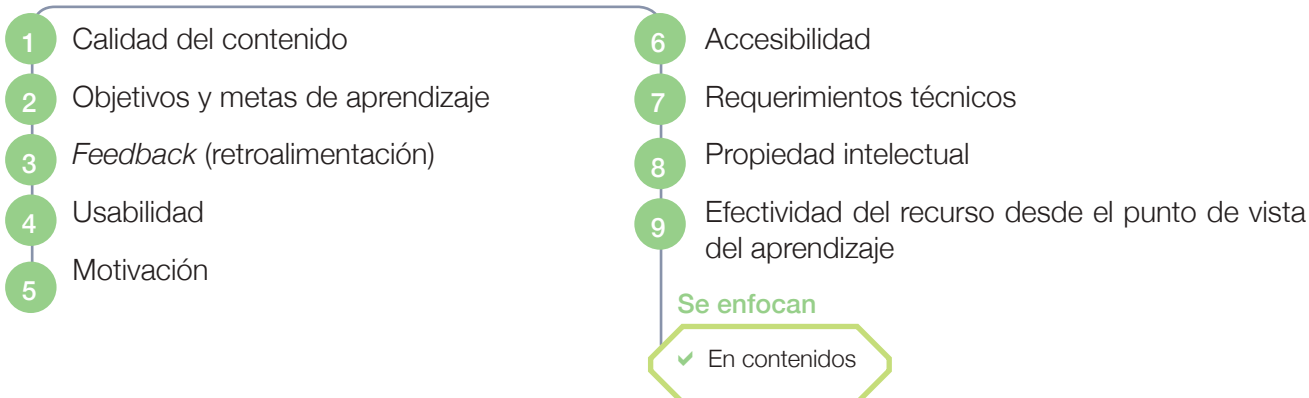 1 Calidad del contenido
2 Objetivos y metas de aprendizaje
3 Feedback (retroalimentación)
4 Usabilidad
5 Motivación
6 Accesibilidad
7 Requerimientos técnicos
8 Propiedad intelectual
9 Efectividad del recurso desde el punto de vista
del aprendizaje
Se enfocan
En contenidos